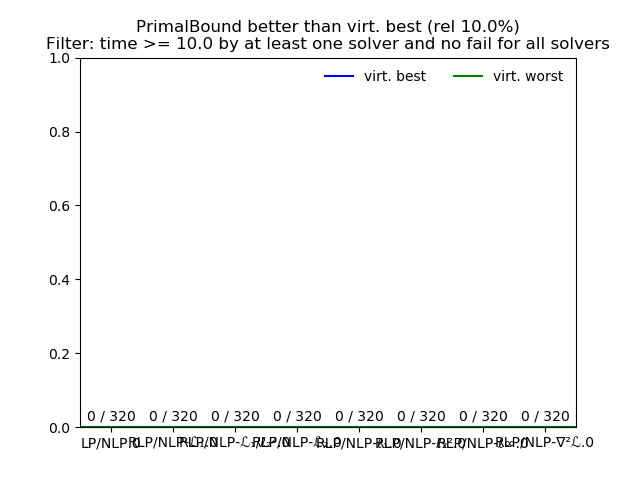 PrimalBound better than virt. best (rel 10.0%)
Filter: time >= 10.0 by at least one solver and no fail for all solvers
1.0
virt. best virt. worst
0.8
0.6
0.4
0.2
0 / 320 0 / 320 0 / 320 0 / 320 0 / 320 0 / 320 0 / 320 0 / 320
0.0
LP/NLP.0